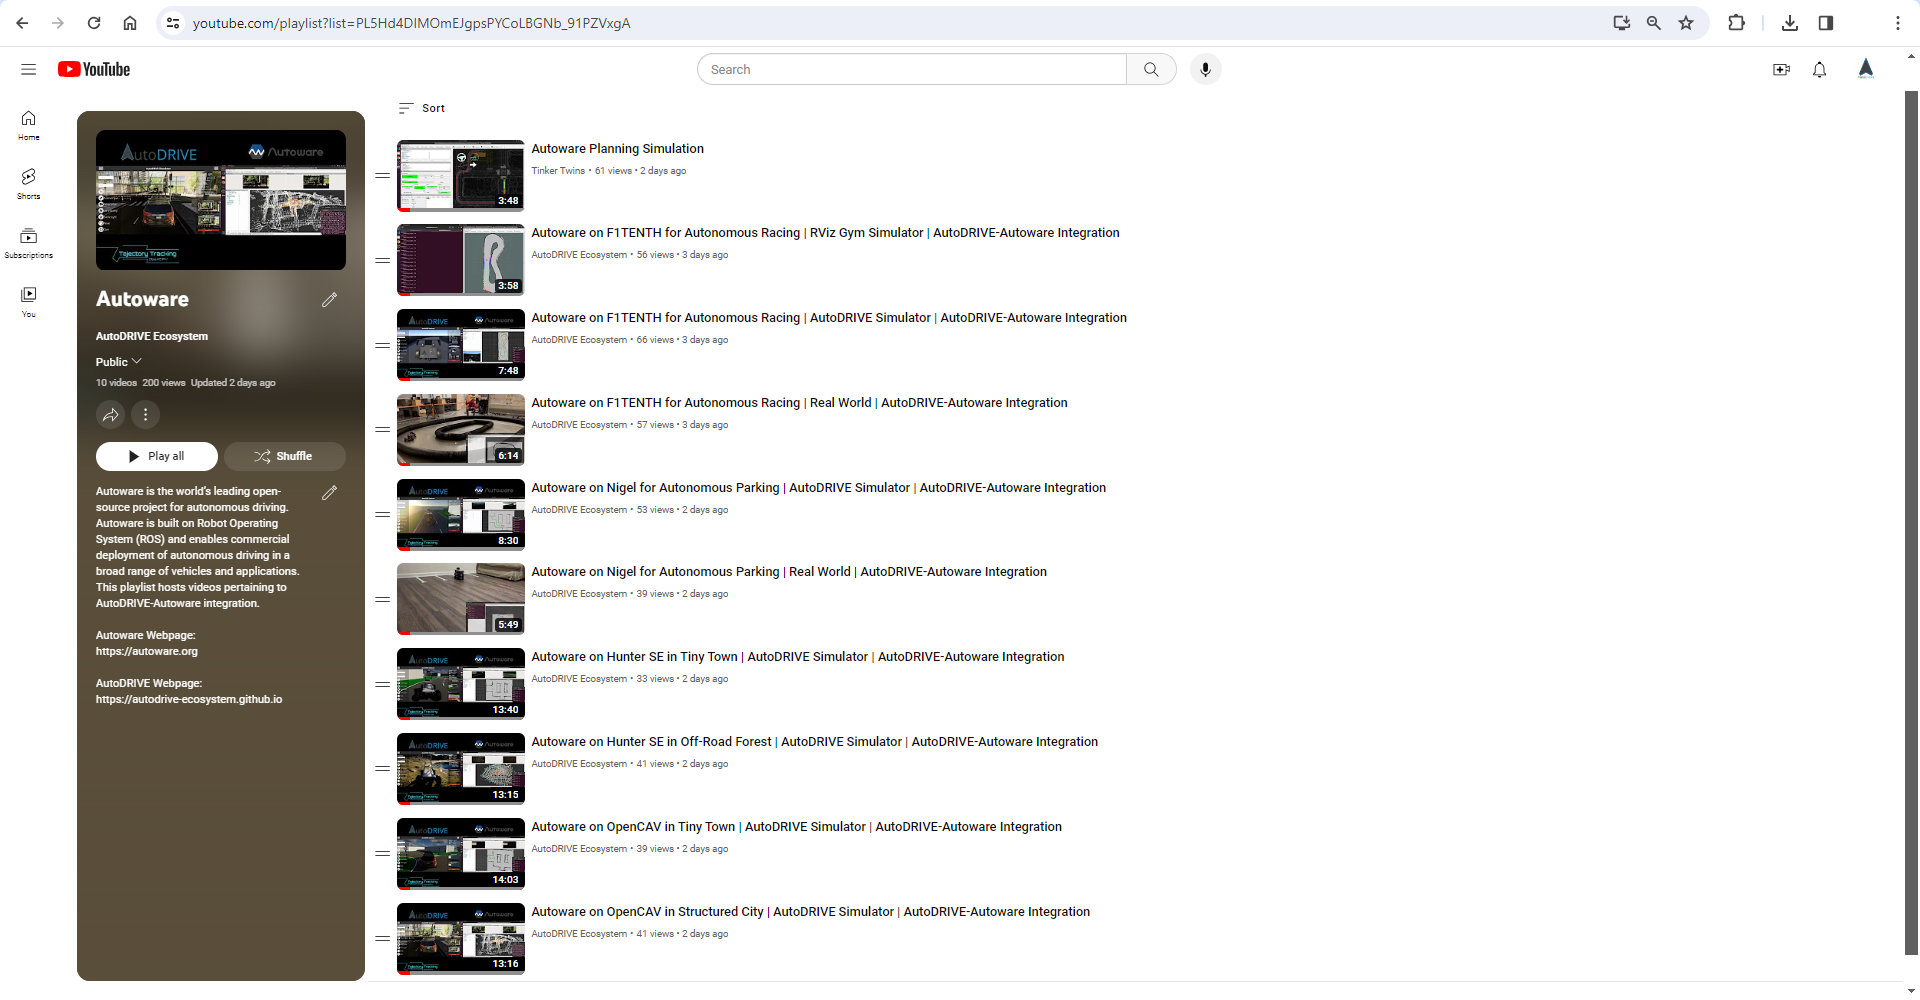 youtube.com/playlist?list=PL5Hd4DIMOmEJgpsPYCoLBGNb_91PZVxgA
YouTube
Search
Home
Shorts
Subscriptions
You
AutoDRIVE
Autoware
Trajectory Tracking
Autoware
AutoDRIVE Ecosystem
Public
10 videos 200 views Updated 2 days ago
Play all
Shuffle
Autoware is the world's leading open-
source project for autonomous driving.
Autoware is built on Robot Operating
System (ROS) and enables commercial
deployment of autonomous driving in a
broad range of vehicles and applications.
This playlist hosts videos pertaining to
AutoDRIVE-Autoware integration.
Autoware Webpage:
https://autoware.org
AutoDRIVE Webpage:
https://autodrive-ecosystem.github.io
Sort
3:48
Autoware Planning Simulation
Tinker Twins • 61 views • 2 days ago
3:58
Autoware on F1TENTH for Autonomous Racing | RViz Gym Simulator | AutoDRIVE-Autoware Integration
AutoDRIVE Ecosystem • 56 views • 3 days ago
AutoDRIVE
Autoware
7:48
Autoware on F1TENTH for Autonomous Racing | AutoDRIVE Simulator | AutoDRIVE-Autoware Integration
AutoDRIVE Ecosystem • 66 views • 3 days ago
6:14
Autoware on F1TENTH for Autonomous Racing | Real World | AutoDRIVE-Autoware Integration
AutoDRIVE Ecosystem • 57 views • 3 days ago
AutoDRIVE
Autoware
8:30
Autoware on Nigel for Autonomous Parking | AutoDRIVE Simulator | AutoDRIVE-Autoware Integration
AutoDRIVE Ecosystem • 53 views • 2 days ago
5:49
Autoware on Nigel for Autonomous Parking | Real World | AutoDRIVE-Autoware Integration
AutoDRIVE Ecosystem • 39 views • 2 days ago
AutoDRIVE
Autoware
13:40
Autoware on Hunter SE in Tiny Town | AutoDRIVE Simulator | AutoDRIVE-Autoware Integration
AutoDRIVE Ecosystem • 33 views • 2 days ago
AutoDRIVE
Autoware
13:15
Autoware on Hunter SE in Off-Road Forest | AutoDRIVE Simulator | AutoDRIVE-Autoware Integration
AutoDRIVE Ecosystem • 41 views • 2 days ago
AutoDRIVE
Autoware
14:03
Autoware on OpenCAV in Tiny Town | AutoDRIVE Simulator | AutoDRIVE-Autoware Integration
AutoDRIVE Ecosystem • 39 views • 2 days ago
AutoDRIVE
Autoware
13:16
Autoware on OpenCAV in Structured City | AutoDRIVE Simulator | AutoDRIVE-Autoware Integration
AutoDRIVE Ecosystem • 41 views • 2 days ago